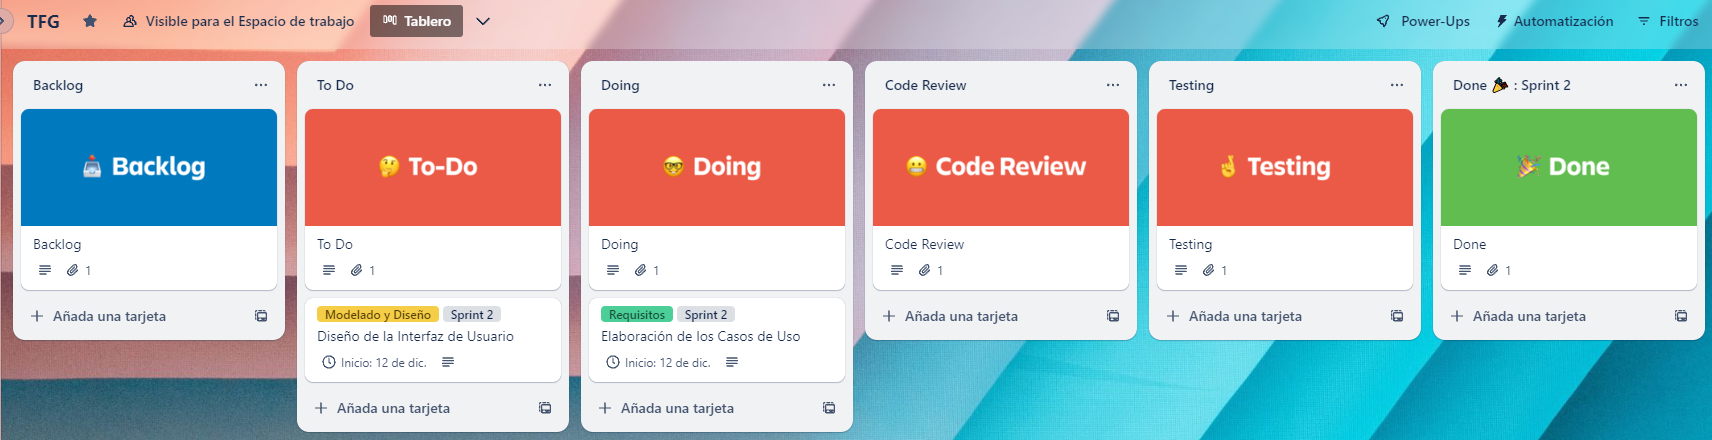 TFG
Visible para el Espacio de trabajo
Tablero
Power-Ups
Automatización
Filtros
Backlog
Backlog
Backlog
1
Añada una tarjeta
To Do
To-Do
To Do
1
Modelado y Diseño
Sprint 2
Diseño de la Interfaz de Usuario
Inicio: 12 de dic.
Añada una tarjeta
Doing
Doing
Doing
1
Requisitos
Sprint 2
Elaboración de los Casos de Uso
Inicio: 12 de dic.
Añada una tarjeta
Code Review
Code Review
Code Review
1
Añada una tarjeta
Testing
Testing
Testing
1
Añada una tarjeta
Done 🎉 : Sprint 2
Done
Done
1
Añada una tarjeta